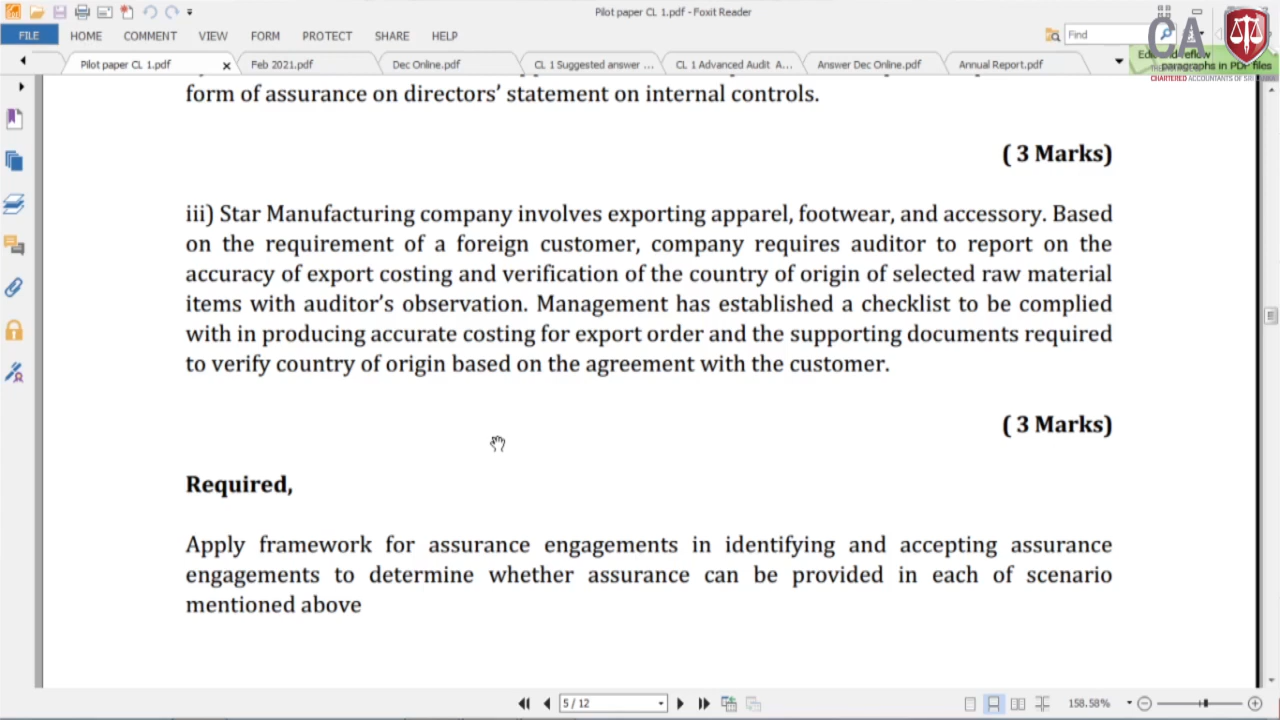 Pilot paper CL 1.pdf - Foxit Reader
FILE HOME COMMENT VIEW FORM PROTECT SHARE HELP
Find
CA
Pilot paper CL 1.pdf x Feb 2021.pdf Dec Online.pdf CL 1 Suggested answer ... CL 1 Advanced Audit A... Answer Dec Online.pdf Annual Report.pdf
paragraphs in PDF files
form of assurance on directors’ statement on internal controls.
( 3 Marks)
iii) Star Manufacturing company involves exporting apparel, footwear, and accessory. Based
on the requirement of a foreign customer, company requires auditor to report on the
accuracy of export costing and verification of the country of origin of selected raw material
items with auditor’s observation. Management has established a checklist to be complied
with in producing accurate costing for export order and the supporting documents required
to verify country of origin based on the agreement with the customer.
( 3 Marks)
Required,
Apply framework for assurance engagements in identifying and accepting assurance
engagements to determine whether assurance can be provided in each of scenario
mentioned above
5 / 12
158.58%